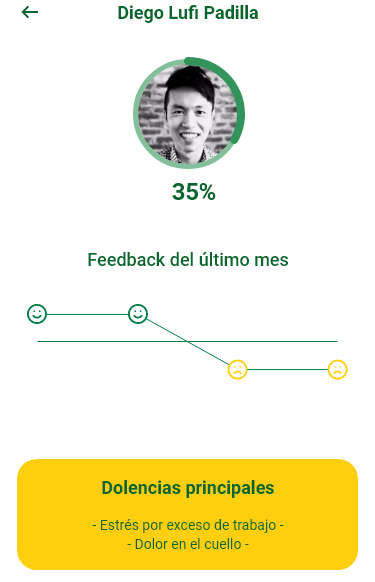 Diego Lufi Padilla
35%
Feedback del último mes
Dolencias principales
- Estrés por exceso de trabajo -
- Dolor en el cuello -